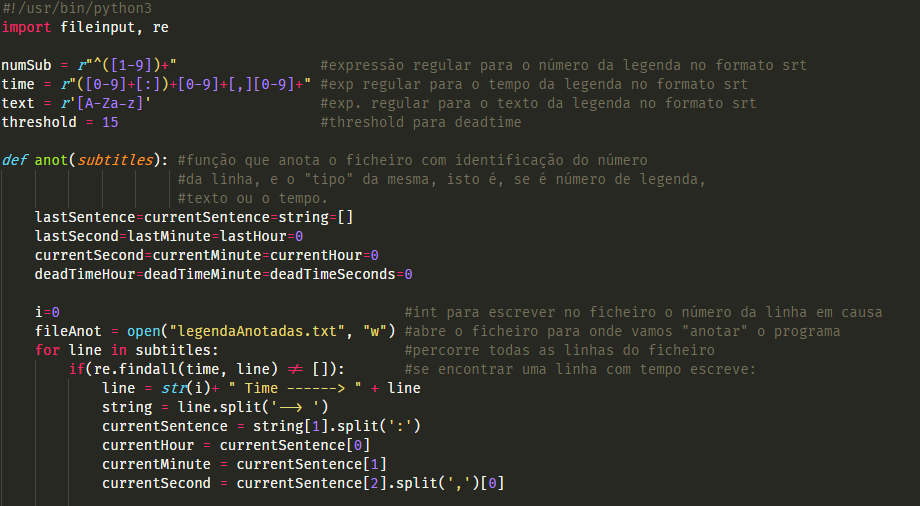 #!/usr/bin/python3
import fileinput, re
numSub = r"^([1-9])+" #expressão regular para o número da legenda no formato srt
time = r"([0-9]+[:])+[0-9]+[,][0-9]+" #exp regular para o tempo da legenda no formato srt
text = r'[A-Za-z]' #exp. regular para o texto da legenda no formato srt
threshold = 15 #threshold para deadtime
def anot(subtitles): #função que anota o ficheiro com identificação do número
#da linha, e o "tipo" da mesma, isto é, se é número de legenda,
#texto ou o tempo.
lastSentence=currentSentence=string=[]
lastSecond=lastMinute=lastHour=0
currentSecond=currentMinute=currentHour=0
deadTimeHour=deadTimeMinute=deadTimeSeconds=0
i=0 #int para escrever no ficheiro o número da linha em causa
fileAnot = open("legendaAnotadas.txt", "w") #abre o ficheiro para onde vamos "anotar" o programa
for line in subtitles: #percorre todas as linhas do ficheiro
if(re.findall(time, line) != []): #se encontrar uma linha com tempo escreve:
line = str(i)+ " Time ------> " + line
string = line.split('--> ')
currentSentence = string[1].split(':')
currentHour = currentSentence[0]
currentMinute = currentSentence[1]
currentSecond = currentSentence[2].split(',')[0]